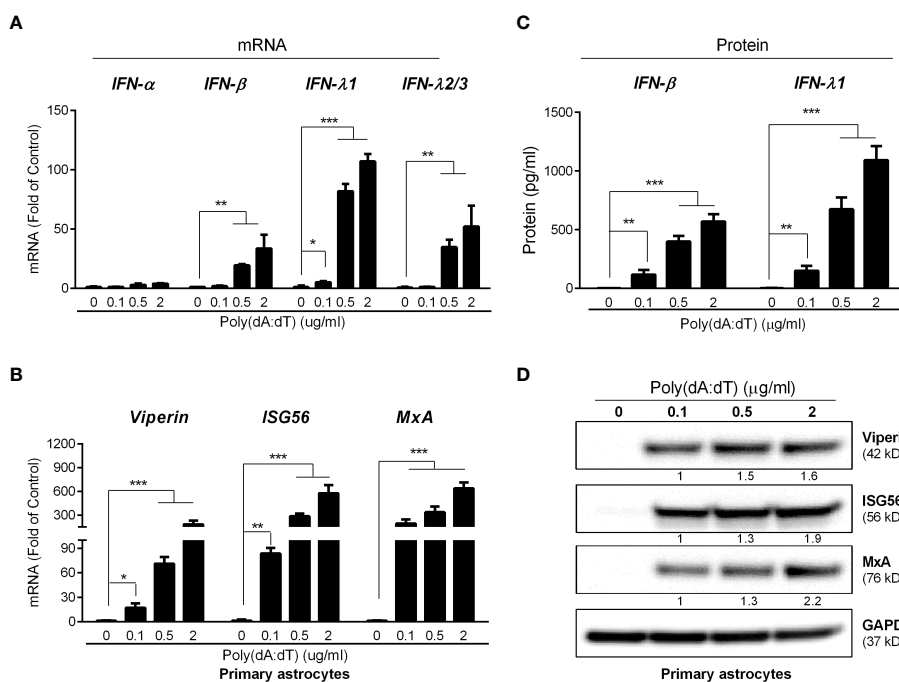 A
mRNA
IFN-α IFN-β IFN-λ1 IFN-λ2/3
mRNA (Fold of Control)
150
100
50
0
*** ** ** *
0 0.1 0.5 2 0 0.1 0.5 2 0 0.1 0.5 2 0 0.1 0.5 2
Poly(dA:dT) (ug/ml)
B
Viperin ISG56 MxA
mRNA (Fold of Control)
1200
900
600
300
90
60
30
0
*** *** *** ** *
0 0.1 0.5 2 0 0.1 0.5 2 0 0.1 0.5 2
Poly(dA:dT) (ug/ml)
Primary astrocytes
C
Protein
IFN-β IFN-λ1
Protein (pg/ml)
1500
1000
500
0
*** *** ** **
0 0.1 0.5 2 0 0.1 0.5 2
Poly(dA:dT) (μg/ml)
D
Poly(dA:dT) (μg/ml)
0 0.1 0.5 2
Viperi
(42 kD
1 1.5 1.6
ISG56
(56 kD
1 1.3 1.9
MxA
(76 kD
1 1.3 2.2
GAPD
(37 kD
Primary astrocytes